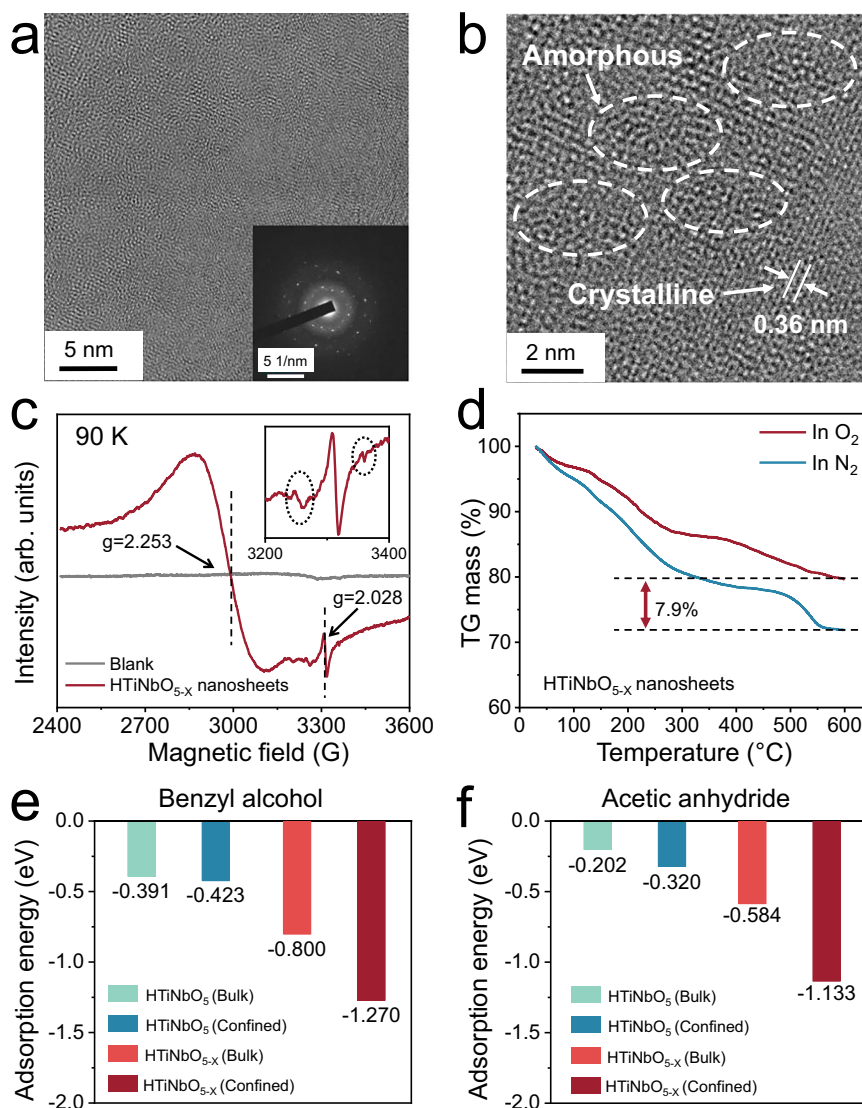 a
5 nm
5 1/nm
b
Amorphous
Crystalline
0.36 nm
2 nm
c
90 K
g=2.253
g=2.028
3200
3400
Blank
HTiNbO5-X nanosheets
Intensity (arb. units)
2400
2700
3000
3300
3600
Magnetic field (G)
d
In O2
In N2
100
90
80
70
60
7.9%
HTiNbO5-X nanosheets
TG mass (%)
0
100
200
300
400
500
600
Temperature (°C)
e
Benzyl alcohol
0.0
-0.5
-1.0
-1.5
-2.0
Adsorption energy (eV)
-0.391
-0.423
-0.800
-1.270
HTiNbO5 (Bulk)
HTiNbO5 (Confined)
HTiNbO5-X (Bulk)
HTiNbO5-X (Confined)
f
Acetic anhydride
0.0
-0.5
-1.0
-1.5
-2.0
Adsorption energy (eV)
-0.202
-0.320
-0.584
-1.133
HTiNbO5 (Bulk)
HTiNbO5 (Confined)
HTiNbO5-X (Bulk)
HTiNbO5-X (Confined)